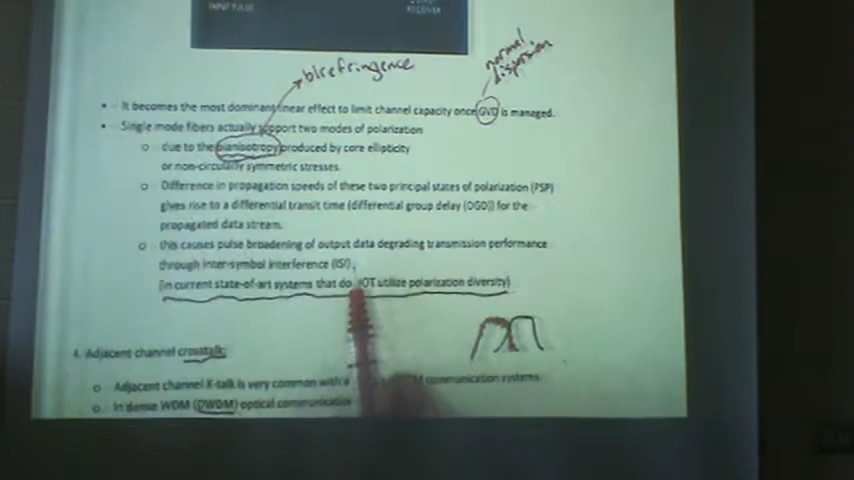 INPUT PULSE
RECOVER
birefringence
normal
dispersion
It becomes the most dominant linear effect to limit channel capacity once GVD is managed.
Single mode fibers actually support two modes of polarization
o due to the bianisotropy produced by core ellipticity
or non-circularly symmetric stresses.
o Difference in propagation speeds of these two principal states of polarization (PSP)
gives rise to a differential transit time (differential group delay (DGD)) for the
propagated data stream.
o this causes pulse broadening of output data degrading transmission performance
through inter-symbol interference (ISI),
(in current state-of-art systems that do OT utilize polarization diversity)
4. Adjacent channel crosstalk:
o Adjacent channel X-talk is very common with a communication systems
o In dense WDM (DWDM) optical communication